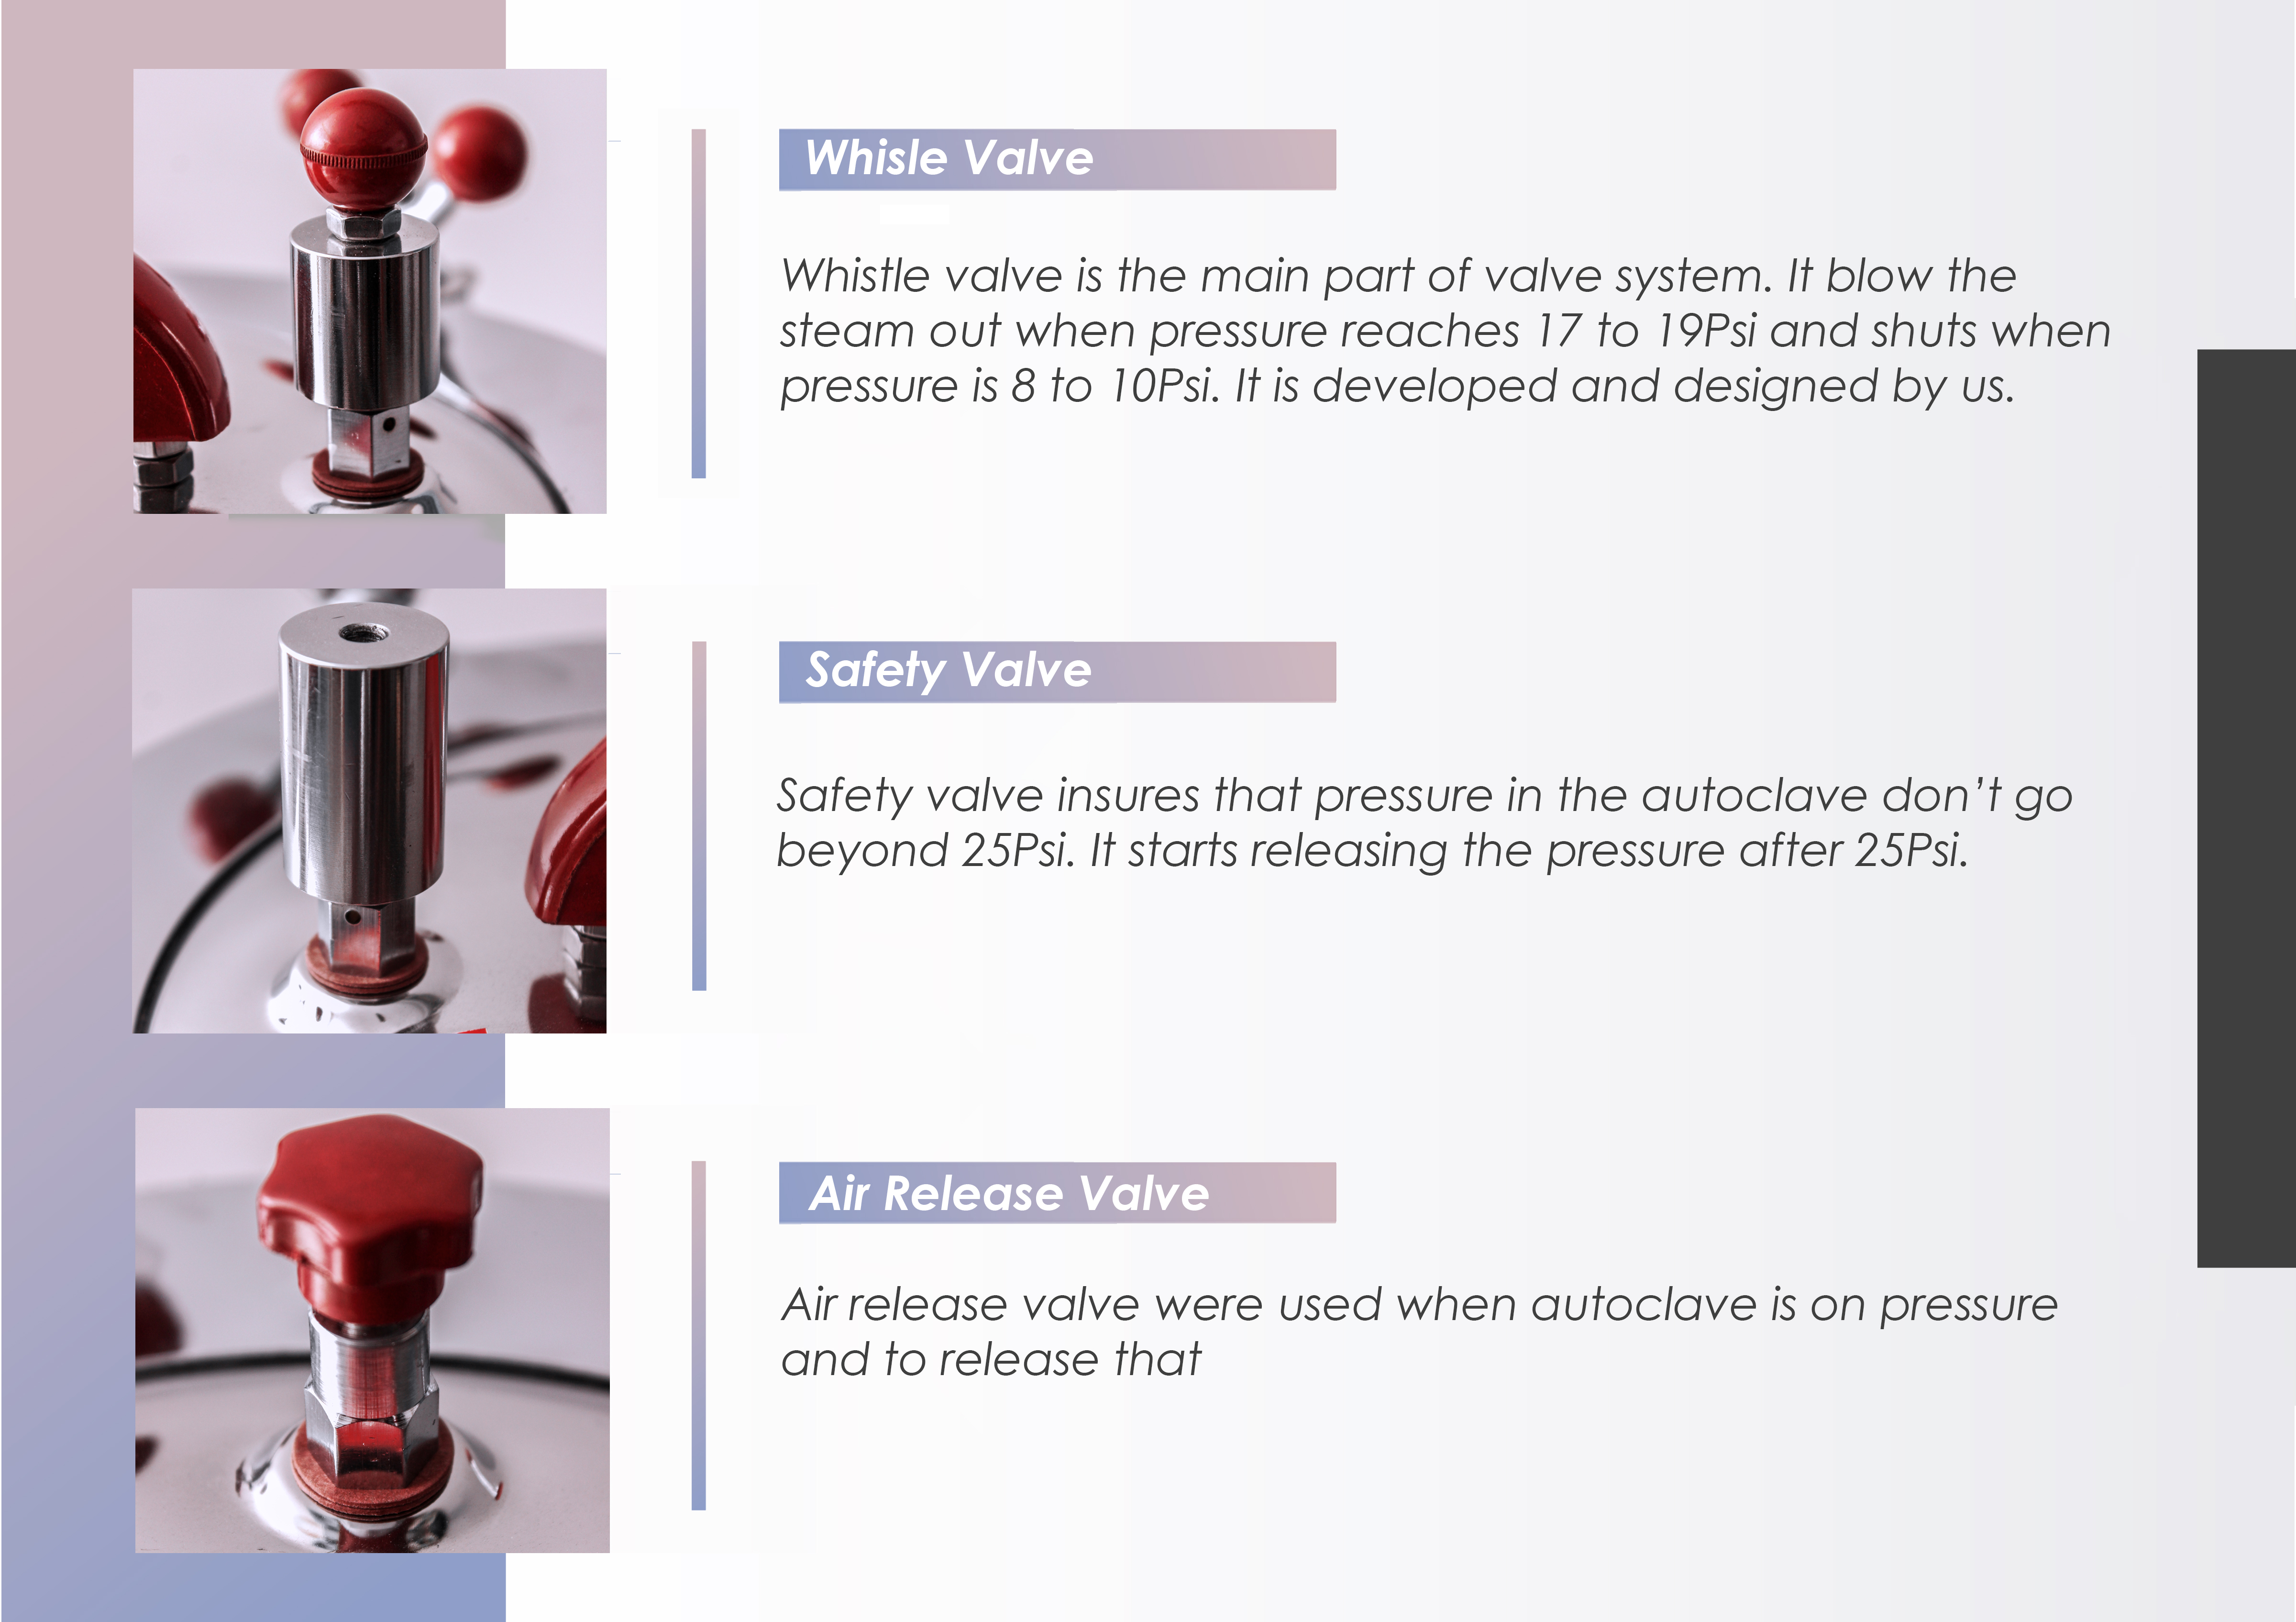 Whisle Valve
Whistle valve is the main part of valve system. It blow the
steam out when pressure reaches 17 to 19Psi and shuts when
pressure is 8 to 10Psi. It is developed and designed by us.
Safety Valve
Safety valve insures that pressure in the autoclave don’t go
beyond 25Psi. It starts releasing the pressure after 25Psi.
Air Release Valve
Air release valve were used when autoclave is on pressure
and to release that